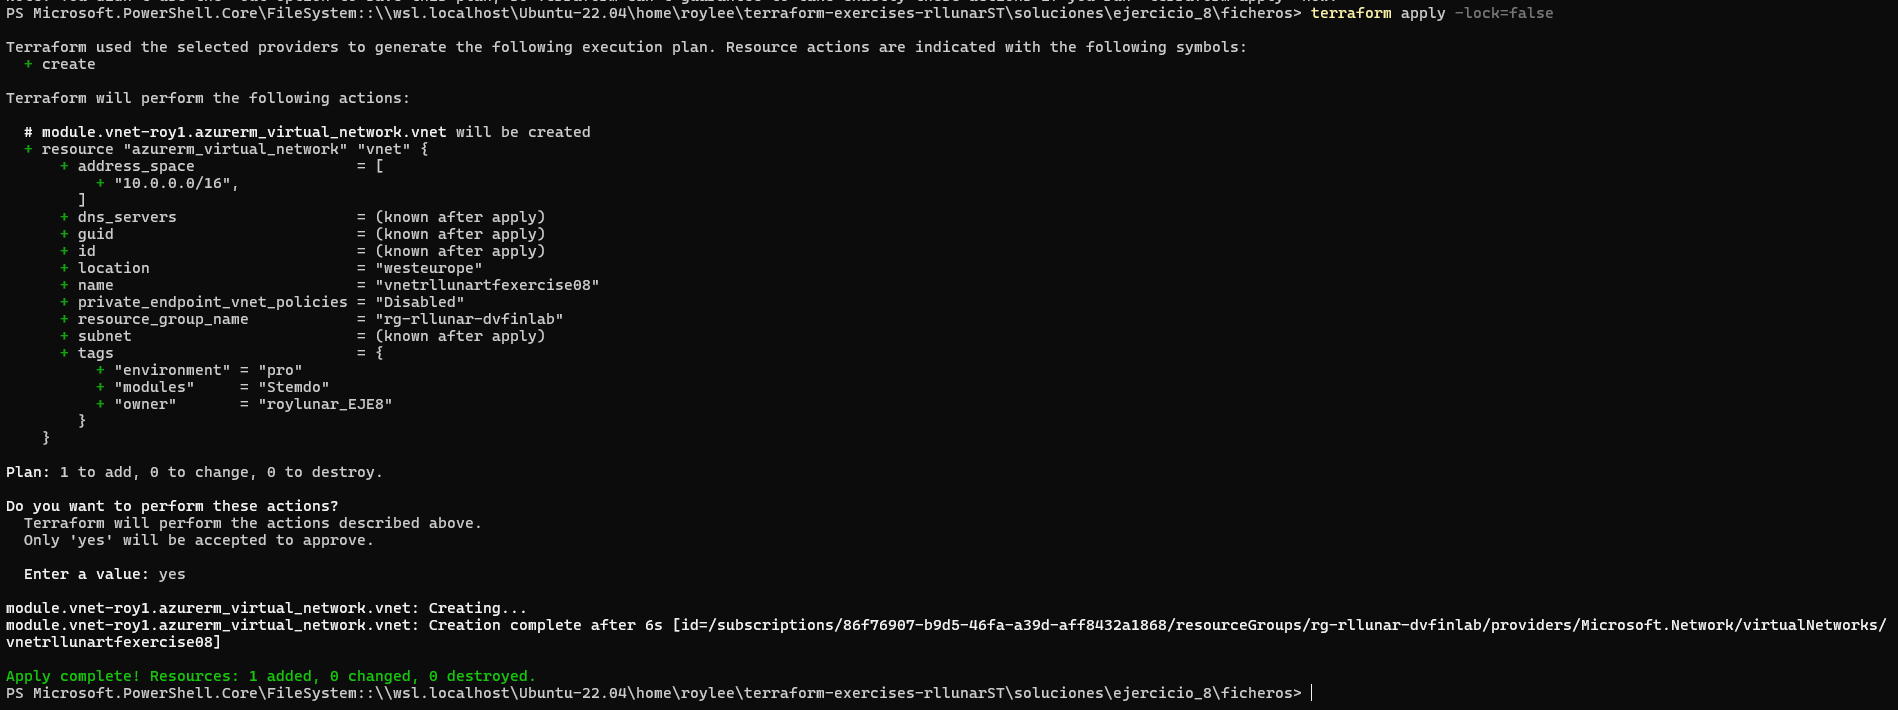 PS Microsoft.PowerShell.Core\FileSystem::\\wsl.localhost\Ubuntu-22.04\home\roylee\terraform-exercises-rllunarST\soluciones\ejercicio_8\ficheros> terraform apply -lock=false
Terraform used the selected providers to generate the following execution plan. Resource actions are indicated with the following symbols:
  + create
Terraform will perform the following actions:
  # module.vnet-roy1.azurerm_virtual_network.vnet will be created
  + resource "azurerm_virtual_network" "vnet" {
      + address_space                  = [
          + "10.0.0.0/16",
        ]
      + dns_servers                    = (known after apply)
      + guid                           = (known after apply)
      + id                             = (known after apply)
      + location                       = "westeurope"
      + name                           = "vnetrllunartfexercise08"
      + private_endpoint_vnet_policies = "Disabled"
      + resource_group_name            = "rg-rllunar-dvfinlab"
      + subnet                         = (known after apply)
      + tags                           = {
          + "environment" = "pro"
          + "modules"     = "Stemdo"
          + "owner"       = "roylunar_EJE8"
        }
    }
Plan: 1 to add, 0 to change, 0 to destroy.
Do you want to perform these actions?
  Terraform will perform the actions described above.
  Only 'yes' will be accepted to approve.
  Enter a value: yes
module.vnet-roy1.azurerm_virtual_network.vnet: Creating...
module.vnet-roy1.azurerm_virtual_network.vnet: Creation complete after 6s [id=/subscriptions/86f76907-b9d5-46fa-a39d-aff8432a1868/resourceGroups/rg-rllunar-dvfinlab/providers/Microsoft.Network/virtualNetworks/
vnetrllunartfexercise08]
Apply complete! Resources: 1 added, 0 changed, 0 destroyed.
PS Microsoft.PowerShell.Core\FileSystem::\\wsl.localhost\Ubuntu-22.04\home\roylee\terraform-exercises-rllunarST\soluciones\ejercicio_8\ficheros>